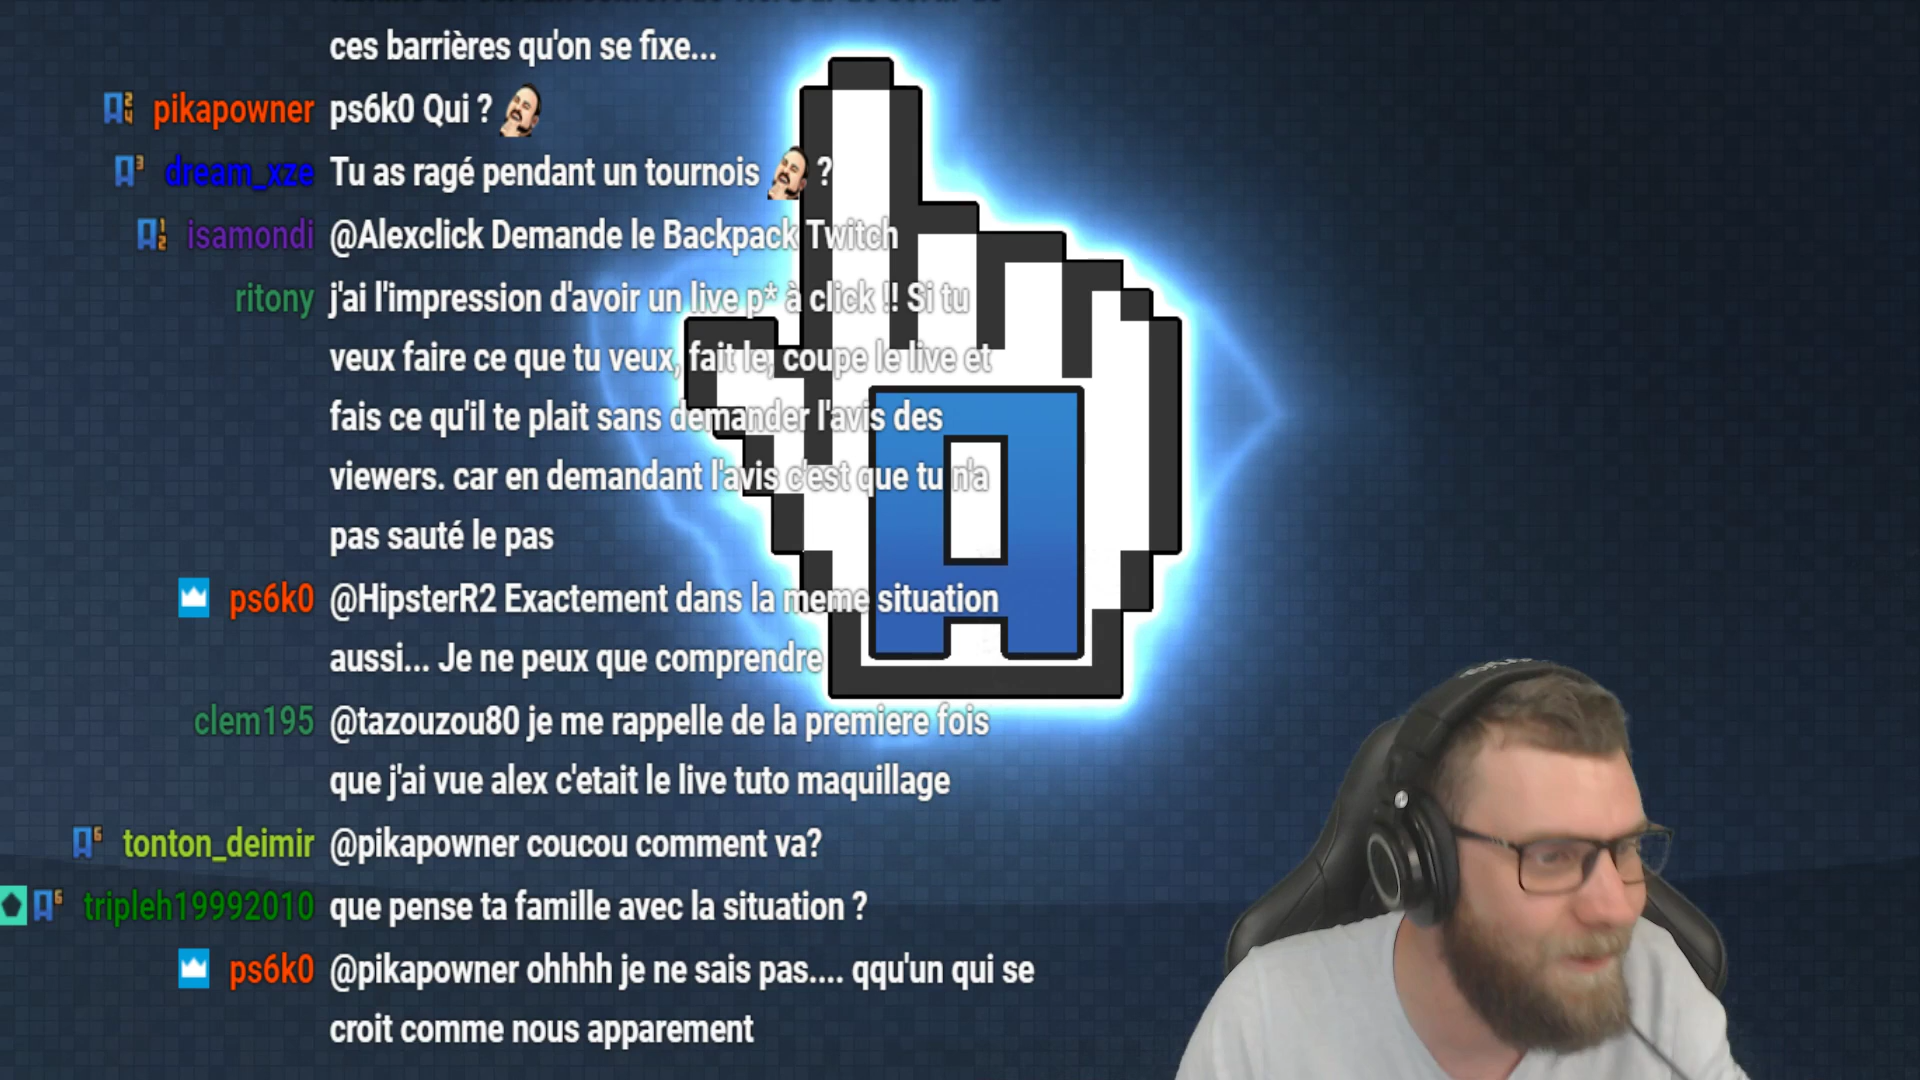 ces barrières qu'on se fixe...
pikapowner ps6k0 Qui ?
dream_xze Tu as ragé pendant un tournois ?
isamondi @Alexclick Demande le Backpack Twitch
ritony j'ai l'impression d'avoir un live p* à click !! Si tu
veux faire ce que tu veux, fait le, coupe le live et
fais ce qu'il te plait sans demander l'avis des
viewers. car en demandant l'avis c'est que tu n'a
pas sauté le pas
ps6k0 @HipsterR2 Exactement dans la meme situation
aussi... Je ne peux que comprendre
clem195 @tazouzou80 je me rappelle de la premiere fois
que j'ai vue alex c'etait le live tuto maquillage
tonton_deimir @pikapowner coucou comment va?
tripleh19992010 que pense ta famille avec la situation ?
ps6k0 @pikapowner ohhhh je ne sais pas.... qqu'un qui se
croit comme nous apparement